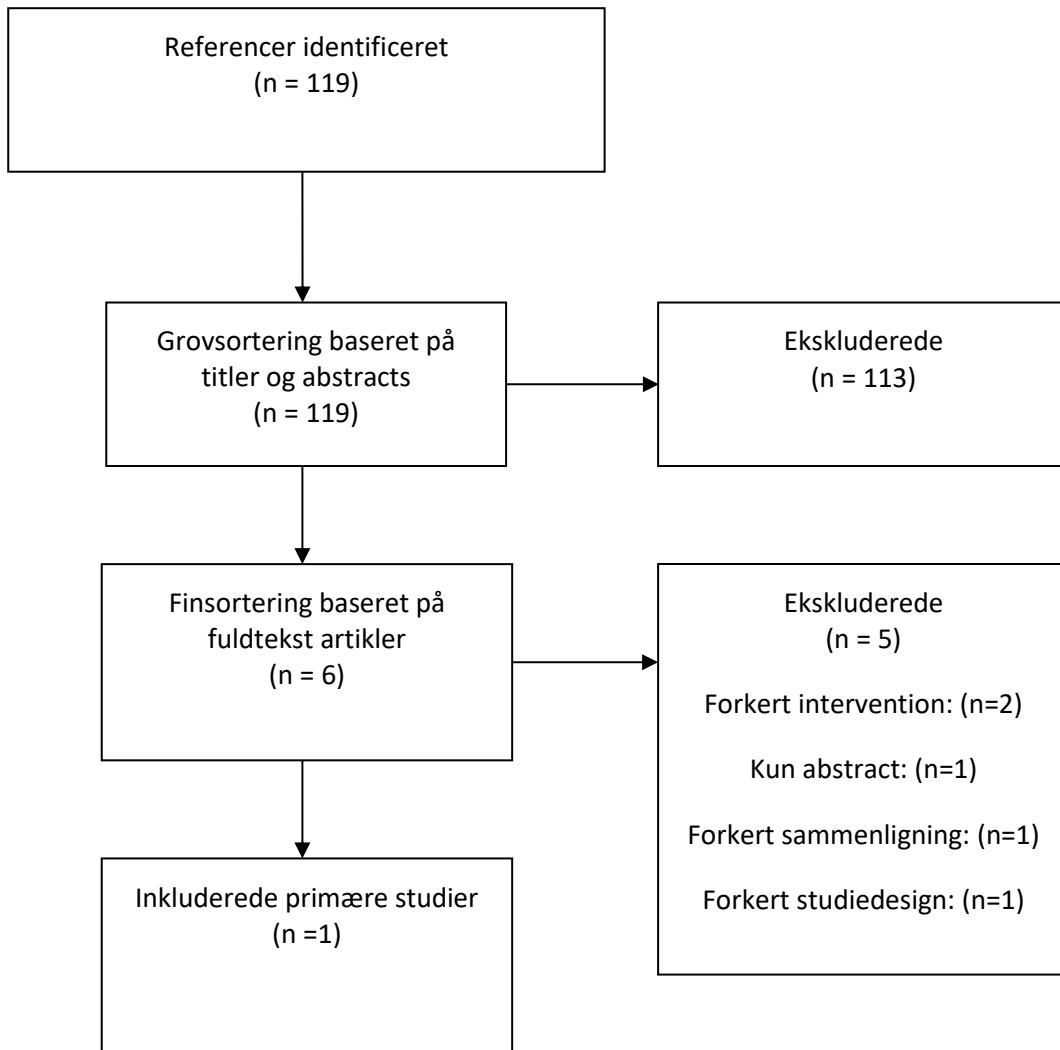 Referencer identificeret
(n = 119)
Grovsortering baseret på
titler og abstracts
(n = 119)
Ekskluderede
(n = 113)
Finsortering baseret på
fuldtekst artikler
(n = 6)
Ekskluderede
(n = 5)
Forkert intervention: (n=2)
Kun abstract: (n=1)
Forkert sammenligning: (n=1)
Forkert studiedesign: (n=1)
Inkluderede primære studier
(n =1)